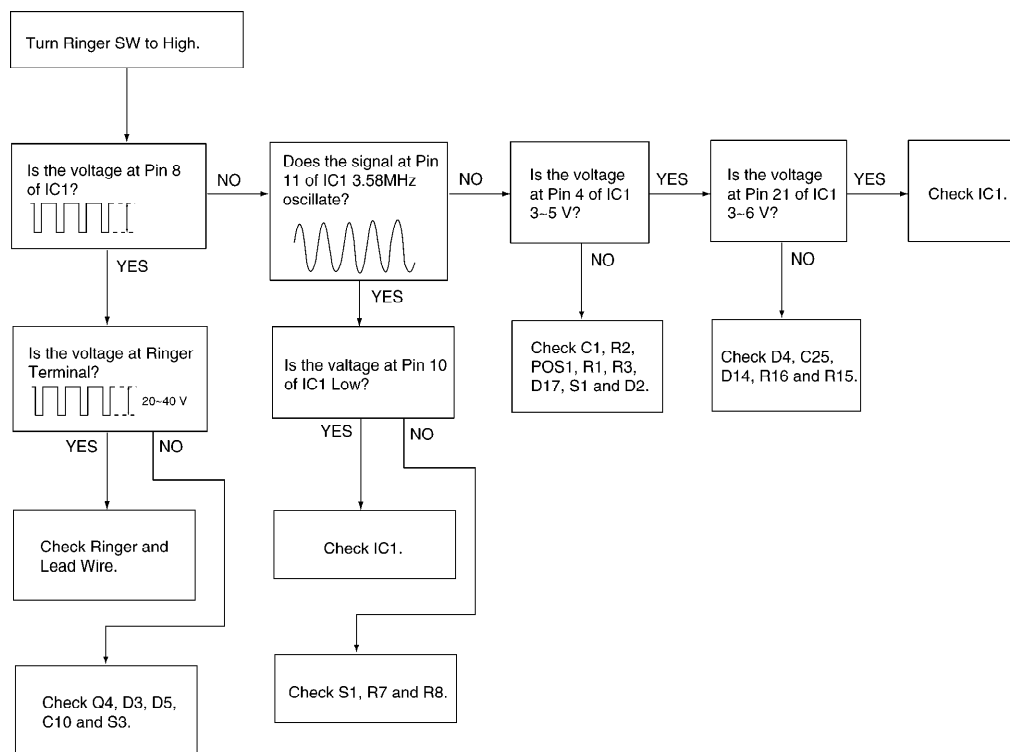 Turn Ringer SW to High.
Is the voltage at Pin 8
of IC1?
NO
Does the signal at Pin
11 of IC1 3.58MHz
oscillate?
NO
Is the voltage
at Pin 4 of IC1
3~5 V?
YES
Is the voltage
at Pin 21 of IC1
3~6 V?
YES
Check IC1.
YES
YES
NO
NO
Is the voltage at Ringer
Terminal?
20~40 V
Is the valtage at Pin 10
of IC1 Low?
Check C1, R2,
POS1, R1, R3,
D17, S1 and D2.
Check D4, C25,
D14, R16 and R15.
YES
NO
YES
NO
Check Ringer and
Lead Wire.
Check IC1.
Check Q4, D3, D5,
C10 and S3.
Check S1, R7 and R8.